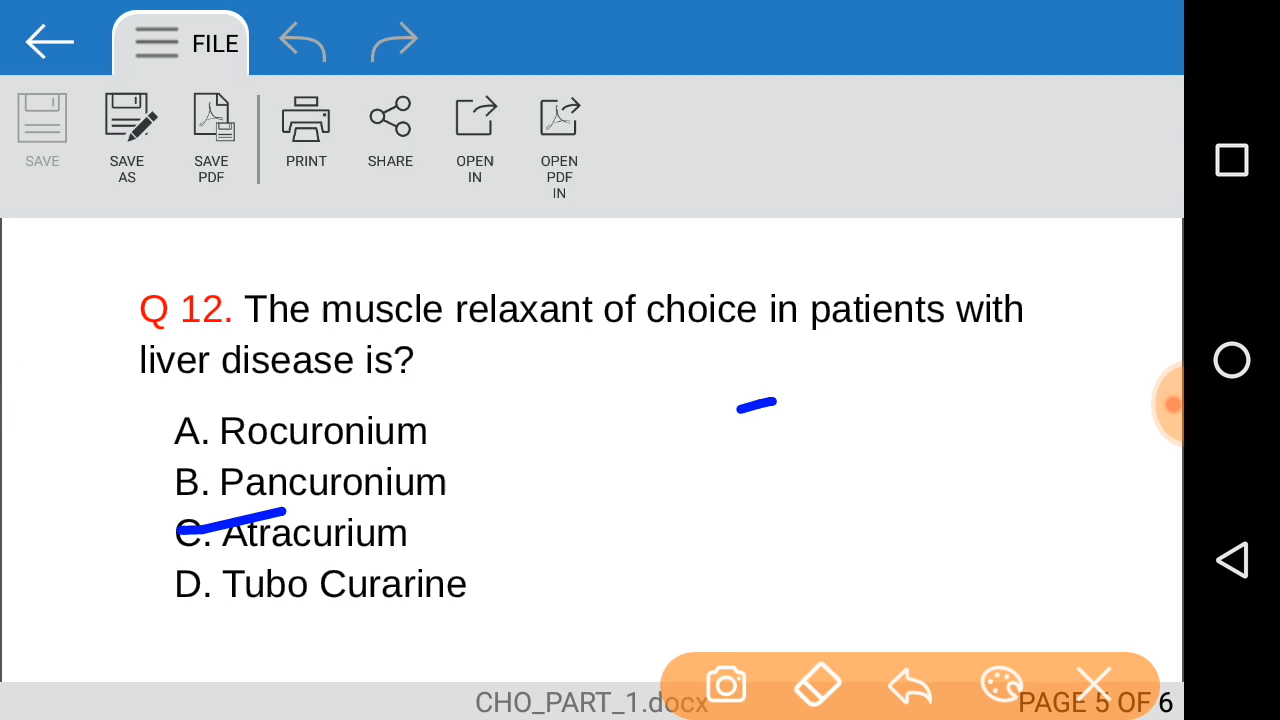 FILE
SAVE
SAVE AS
SAVE PDF
PRINT
SHARE
OPEN IN
OPEN PDF IN
Q 12. The muscle relaxant of choice in patients with
liver disease is?
A. Rocuronium
B. Pancuronium
C. Atracurium
D. Tubo Curarine
CHO_PART_1.docx
PAGE 5 OF 6